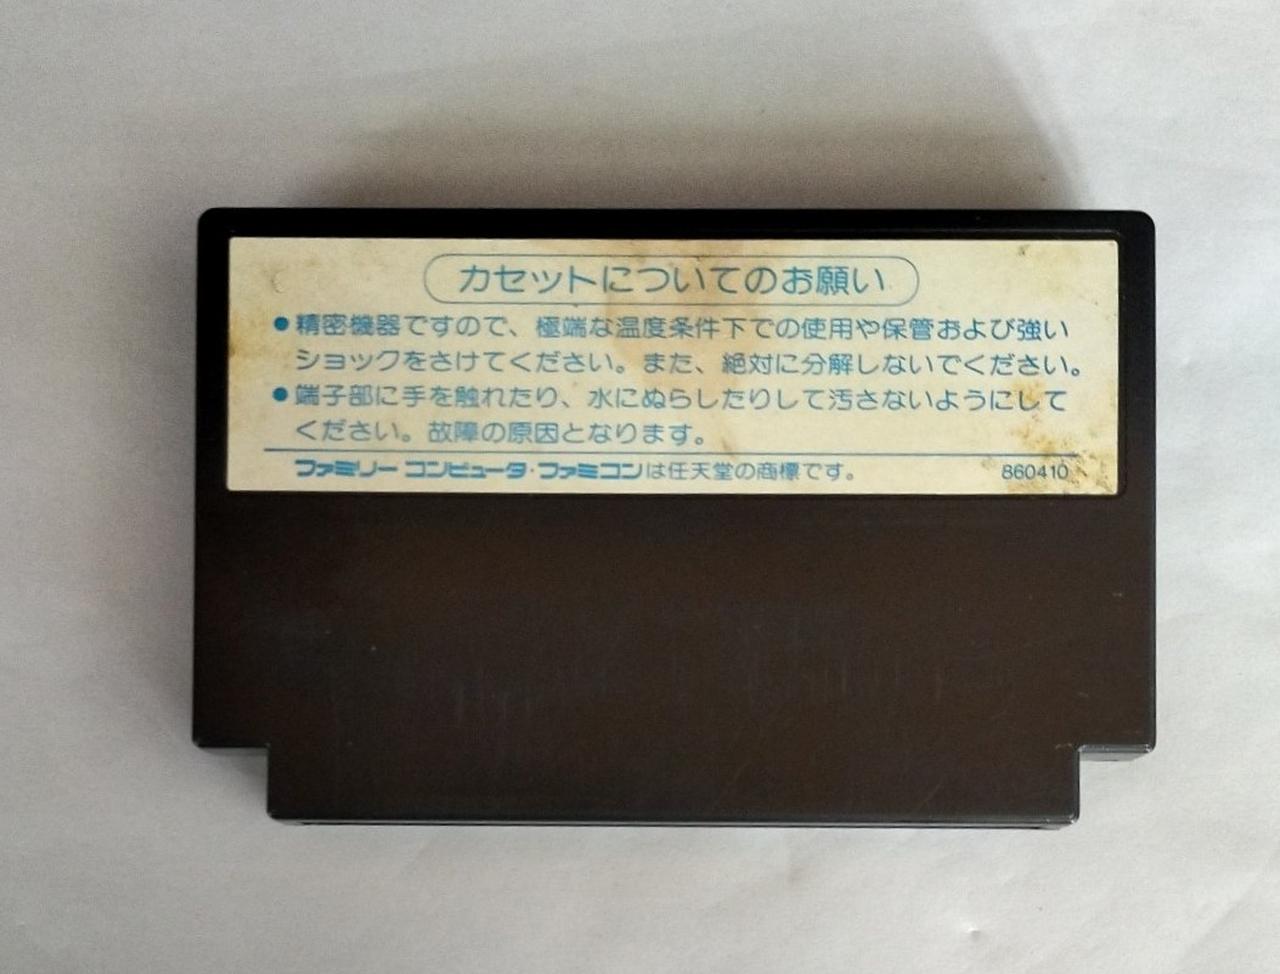 カセットについてのお願い
●精密機器ですので、極端な温度条件下での使用や保管および強い
ショックをさけてください。また、絶対に分解しないでください。
●端子部に手を触れたり、水にぬらしたりして汚さないようにして
ください。故障の原因となります。
ファミリー コンピュータ・ファミコンは任天堂の商標です。 860410